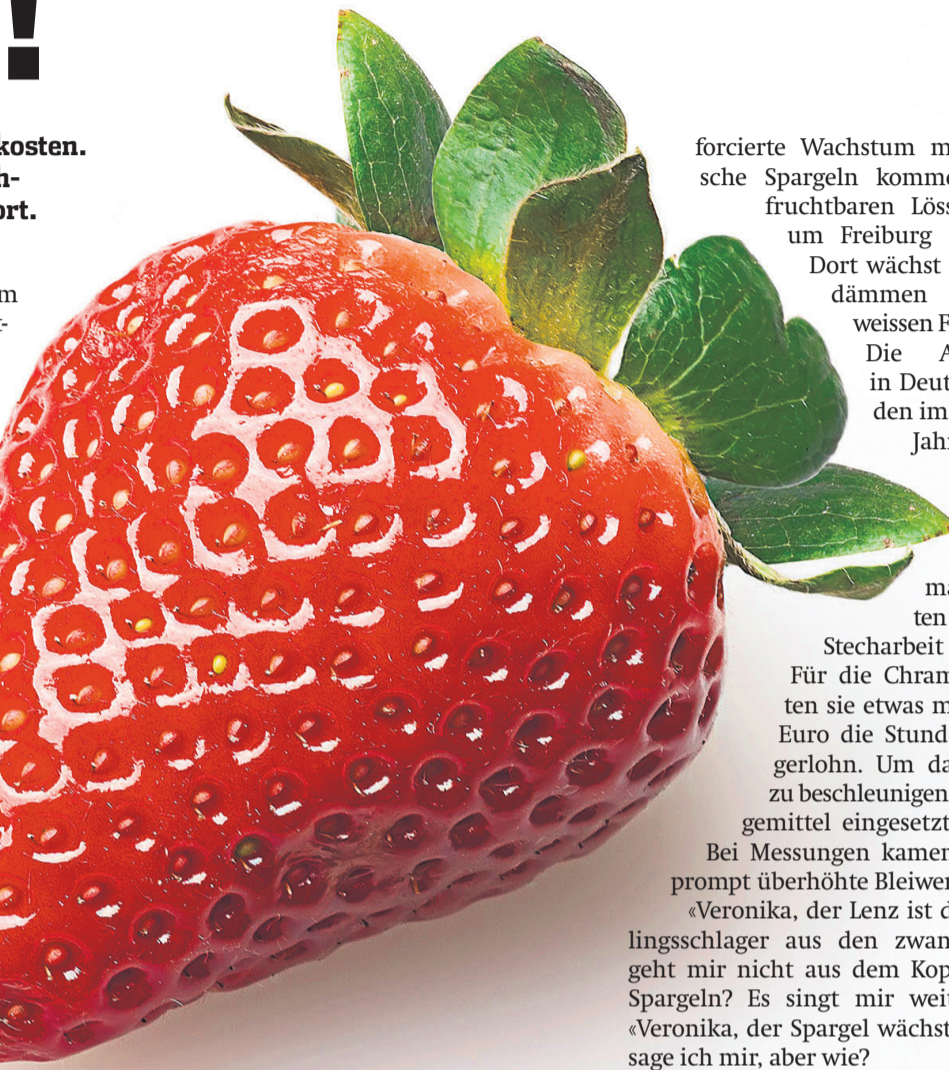 !
kosten.
h-
ort.
m
t-
forcierte Wachstum m
sche Spargeln komm
fruchtbaren Löss
um Freiburg
Dort wächst
dämmen
weissen F
Die A
in Deut
den im
Jah
ma
ten
Stecharbeit
Für die Chram
ten sie etwas m
Euro die Stund
gerlohn. Um da
zu beschleunigen
gemittel eingesetzt
Bei Messungen kamen
prompt überhöhte Bleiwer
«Veronika, der Lenz ist d
lingsschlager aus den zwan
geht mir nicht aus dem Kop
Spargeln? Es singt mir weit
«Veronika, der Spargel wächst
sage ich mir, aber wie?